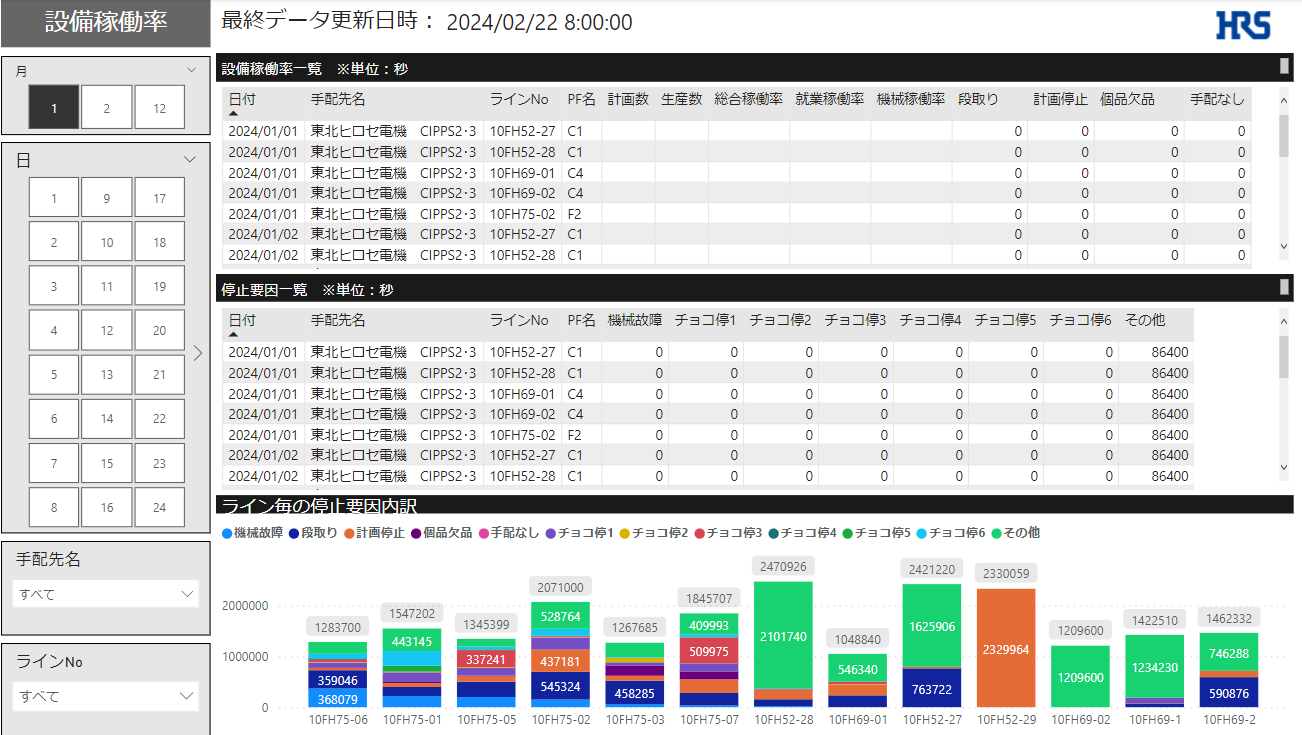 設備稼働率
最終データ更新日時： 2024/02/22 8:00:00
HRS
月
1 2 12
日
1 9 17
2 10 18
3 11 19
4 12 20
5 13 21
6 14 22
7 15 23
8 16 24
手配先名
すべて
ラインNo
すべて
設備稼働率一覧 ※単位：秒
日付 手配先名 ラインNo PF名 計画数 生産数 総合稼働率 就業稼働率 機械稼働率 段取り 計画停止 個品欠品 手配なし
2024/01/01 東北ヒロセ電機 CIPPS2･3 10FH52-27 C1 0 0 0 0
2024/01/01 東北ヒロセ電機 CIPPS2･3 10FH52-28 C1 0 0 0 0
2024/01/01 東北ヒロセ電機 CIPPS2･3 10FH69-01 C4 0 0 0 0
2024/01/01 東北ヒロセ電機 CIPPS2･3 10FH69-02 C4 0 0 0 0
2024/01/01 東北ヒロセ電機 CIPPS2･3 10FH75-02 F2 0 0 0 0
2024/01/02 東北ヒロセ電機 CIPPS2･3 10FH52-27 C1 0 0 0 0
2024/01/02 東北ヒロセ電機 CIPPS2･3 10FH52-28 C1 0 0 0 0
停止要因一覧 ※単位：秒
日付 手配先名 ラインNo PF名 機械故障 チョコ停1 チョコ停2 チョコ停3 チョコ停4 チョコ停5 チョコ停6 その他
2024/01/01 東北ヒロセ電機 CIPPS2･3 10FH52-27 C1 0 0 0 0 0 0 0 86400
2024/01/01 東北ヒロセ電機 CIPPS2･3 10FH52-28 C1 0 0 0 0 0 0 0 86400
2024/01/01 東北ヒロセ電機 CIPPS2･3 10FH69-01 C4 0 0 0 0 0 0 0 86400
2024/01/01 東北ヒロセ電機 CIPPS2･3 10FH69-02 C4 0 0 0 0 0 0 0 86400
2024/01/01 東北ヒロセ電機 CIPPS2･3 10FH75-02 F2 0 0 0 0 0 0 0 86400
2024/01/02 東北ヒロセ電機 CIPPS2･3 10FH52-27 C1 0 0 0 0 0 0 0 86400
2024/01/02 東北ヒロセ電機 CIPPS2･3 10FH52-28 C1 0 0 0 0 0 0 0 86400
ライン毎の停止要因内訳
機械故障 段取り 計画停止 個品欠品 手配なし チョコ停1 チョコ停2 チョコ停3 チョコ停4 チョコ停5 チョコ停6 その他
2000000
1000000
0
1283700 1547202 1345399 2071000 1267685 1845707 2470926 1048840 2421220 2330059 1209600 1422510 1462332
359046
368079
443145
337241
528764
437181
545324
458285
409993
509975
2101740
546340
1625906
763722
2329964
1209600
1234230
746288
590876
10FH75-06 10FH75-01 10FH75-05 10FH75-02 10FH75-03 10FH75-07 10FH52-28 10FH69-01 10FH52-27 10FH52-29 10FH69-02 10FH69-1 10FH69-2